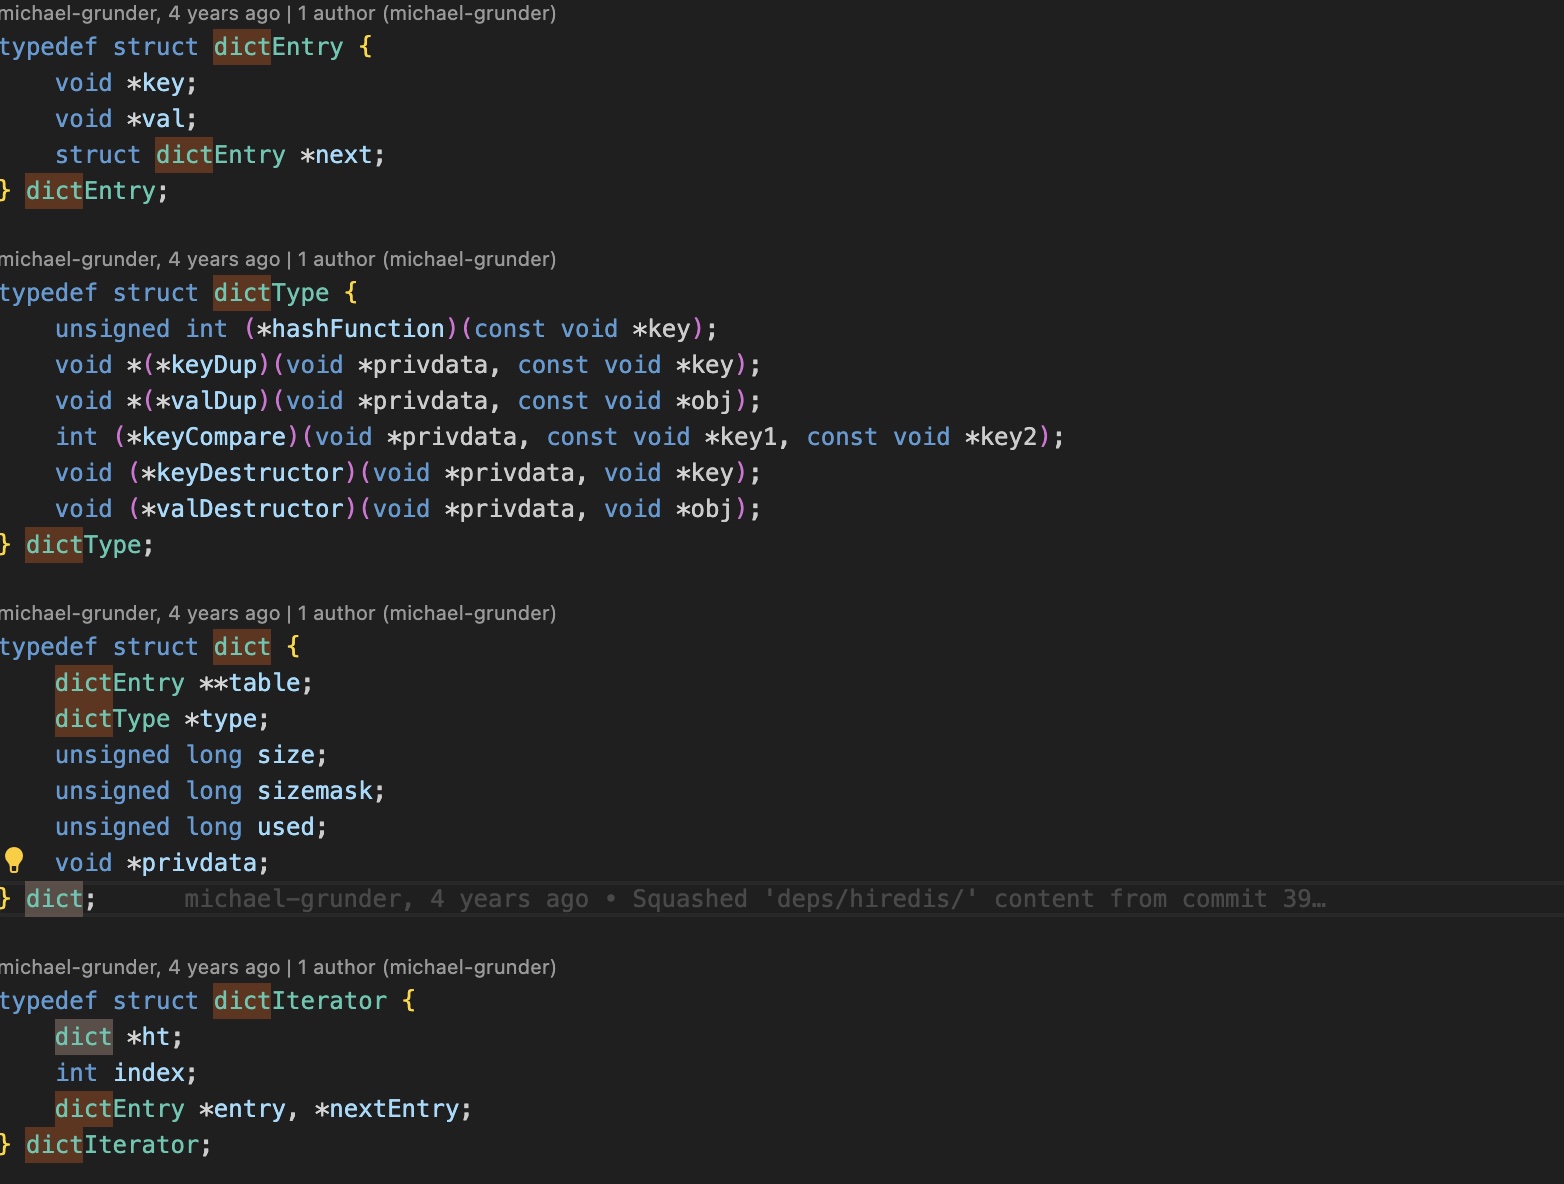 michael-grunder, 4 years ago | 1 author (michael-grunder)
typedef struct dictEntry {
    void *key;
    void *val;
    struct dictEntry *next;
} dictEntry;

michael-grunder, 4 years ago | 1 author (michael-grunder)
typedef struct dictType {
    unsigned int (*hashFunction)(const void *key);
    void *(*keyDup)(void *privdata, const void *key);
    void *(*valDup)(void *privdata, const void *obj);
    int (*keyCompare)(void *privdata, const void *key1, const void *key2);
    void (*keyDestructor)(void *privdata, void *key);
    void (*valDestructor)(void *privdata, void *obj);
} dictType;

michael-grunder, 4 years ago | 1 author (michael-grunder)
typedef struct dict {
    dictEntry **table;
    dictType *type;
    unsigned long size;
    unsigned long sizemask;
    unsigned long used;
    void *privdata;
} dict;      michael-grunder, 4 years ago • Squashed 'deps/hiredis/' content from commit 39…

michael-grunder, 4 years ago | 1 author (michael-grunder)
typedef struct dictIterator {
    dict *ht;
    int index;
    dictEntry *entry, *nextEntry;
} dictIterator;